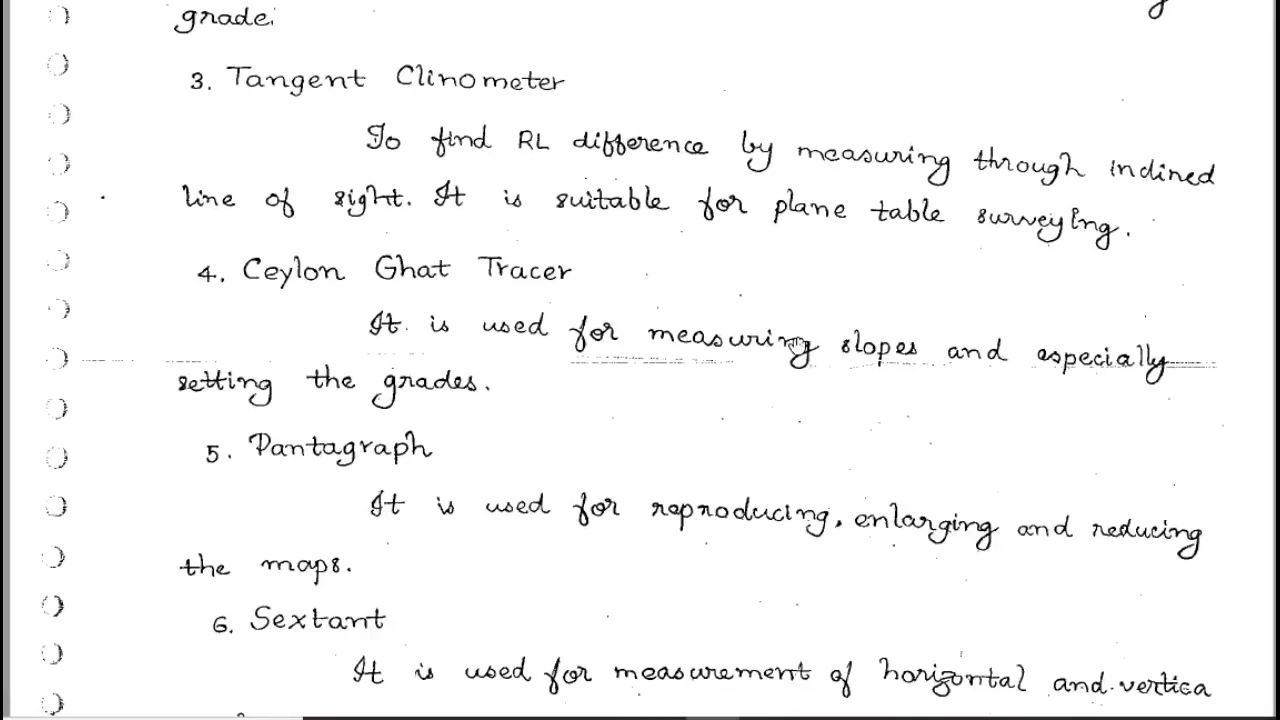 grade.
3. Tangent Clinometer
To find RL difference by measuring through inclined
line of sight. It is suitable for plane table surveying.
4. Ceylon Ghat Tracer
It is used for measuring slopes and especially
setting the grades.
5. Pantagraph
It is used for reproducing, enlarging and reducing
the maps.
6. Sextant
It is used for measurement of horizontal and vertica